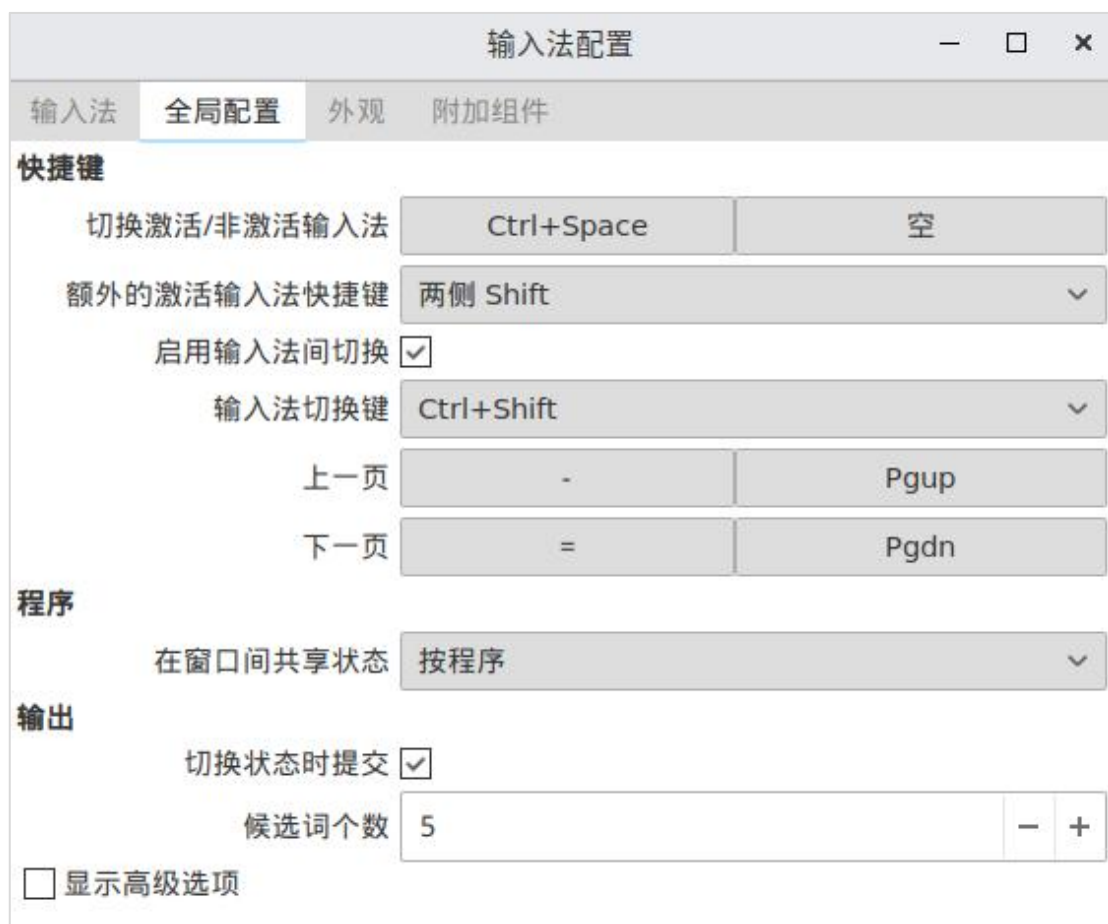 输入法配置
输入法 全局配置 外观 附加组件
快捷键
切换激活/非激活输入法 Ctrl+Space 空
额外的激活输入法快捷键 两侧 Shift
启用输入法间切换
输入法切换键 Ctrl+Shift
上一页 - Pgup
下一页 = Pgdn
程序
在窗口间共享状态 按程序
输出
切换状态时提交
候选词个数 5
显示高级选项